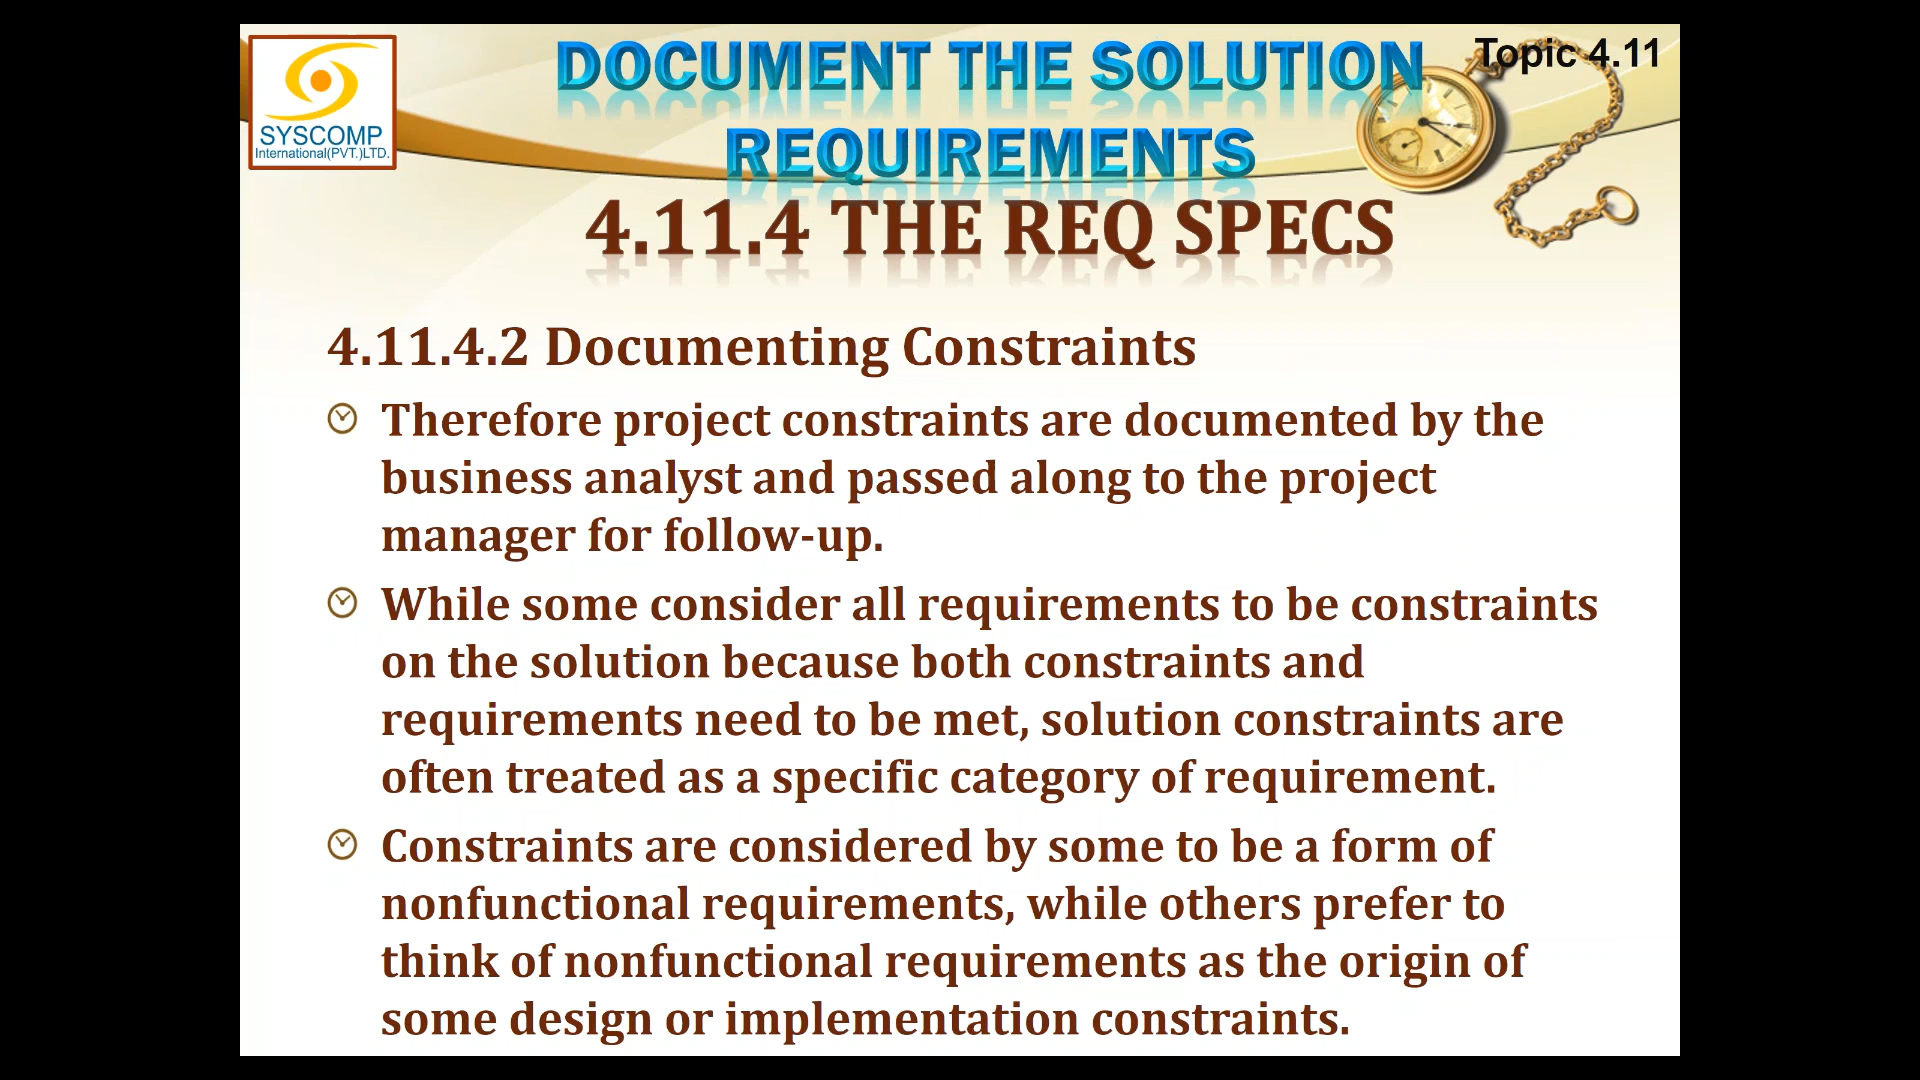 SYSCOMP
International(PVT.)LTD.
DOCUMENT THE SOLUTION
REQUIREMENTS
Topic 4.11
4.11.4 THE REQ SPECS
4.11.4.2 Documenting Constraints
Therefore project constraints are documented by the
business analyst and passed along to the project
manager for follow-up.
While some consider all requirements to be constraints
on the solution because both constraints and
requirements need to be met, solution constraints are
often treated as a specific category of requirement.
Constraints are considered by some to be a form of
nonfunctional requirements, while others prefer to
think of nonfunctional requirements as the origin of
some design or implementation constraints.